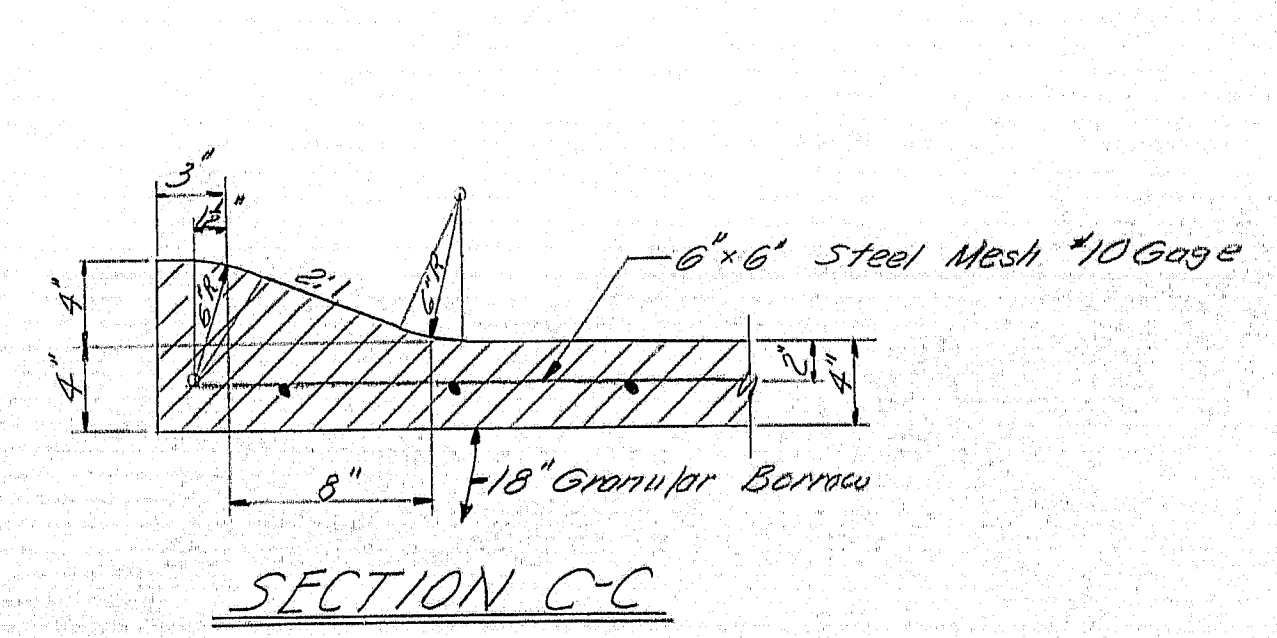 3"
1½"
6"R
2:1
6"R
6"x6" Steel Mesh #10 Gage
4"
4"
2"
4"
8"
18" Granular Borrow
SECTION C-C